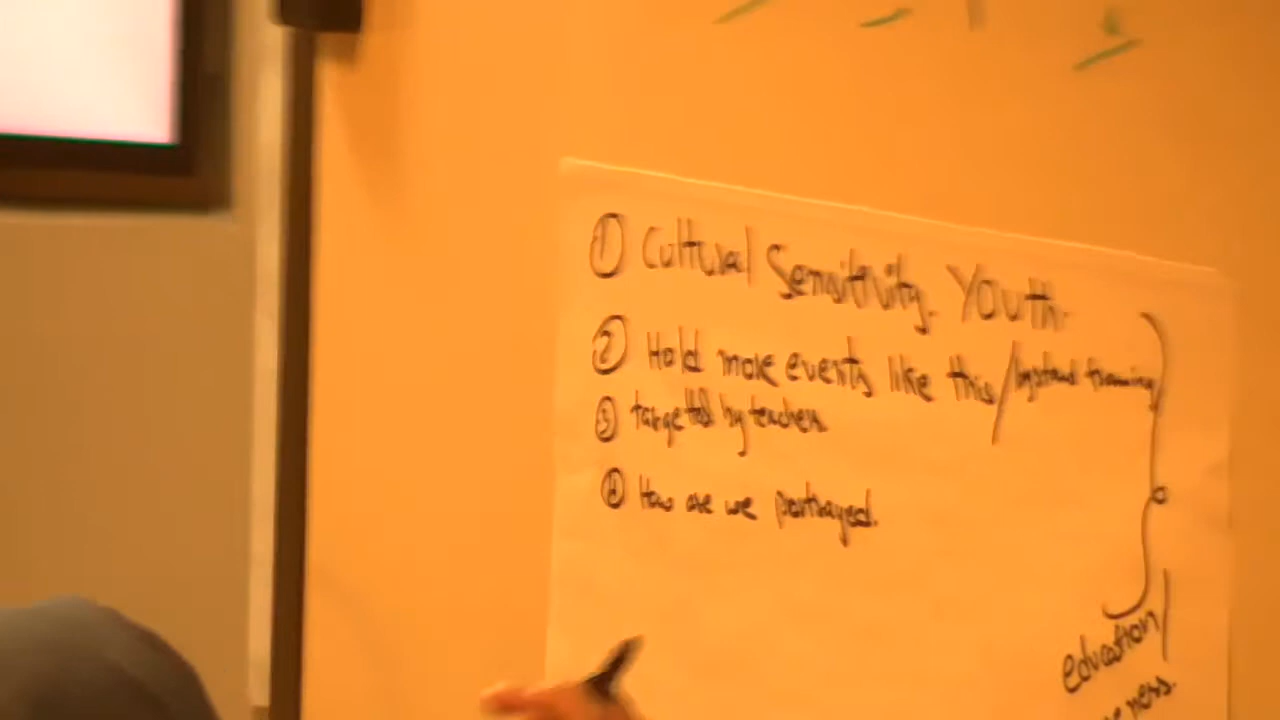 ① Cultural Sensitivity. Youth.
② Hold more events like this / bystand training
③ targetted by teachers
④ How are we portrayed.
education/